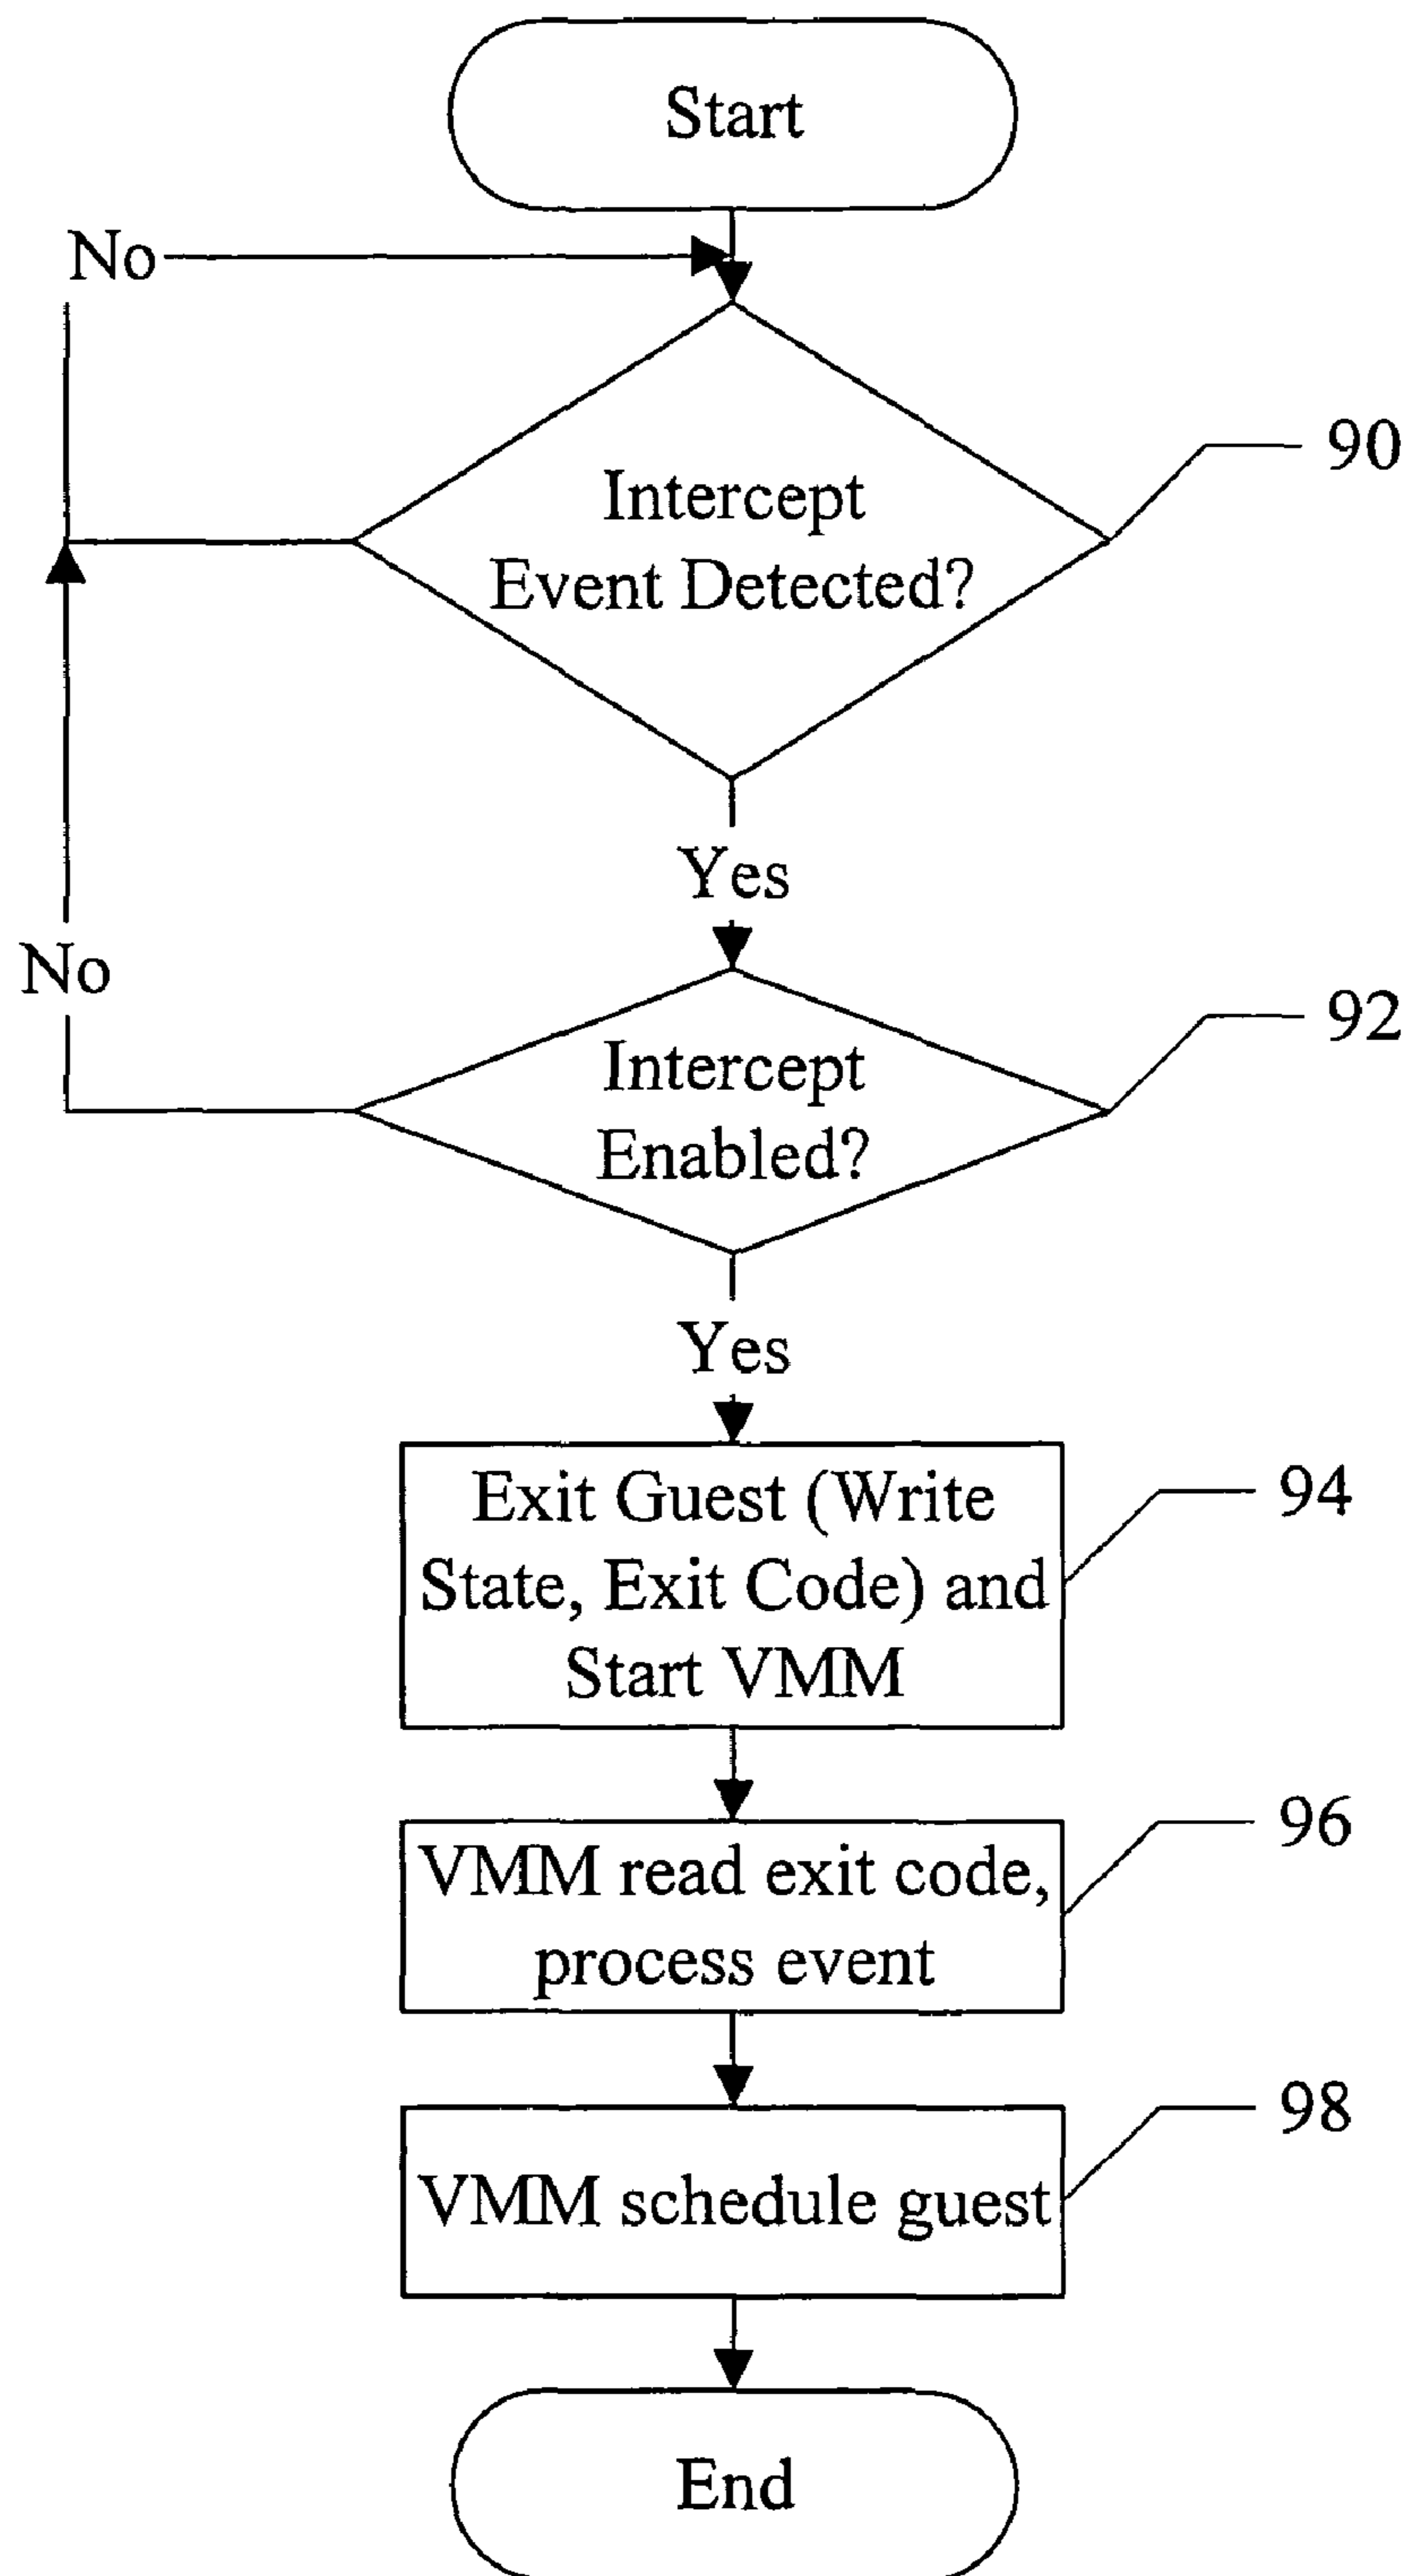 Start
No
90
Intercept
Event Detected?
Yes
No
92
Intercept
Enabled?
Yes
94
Exit Guest (Write
State, Exit Code) and
Start VMM
96
VMM read exit code,
process event
98
VMM schedule guest
End